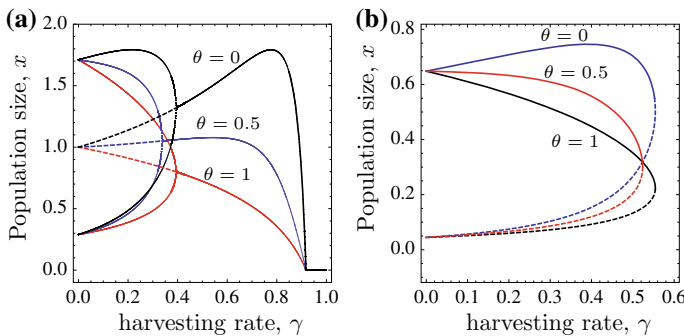 (a)
2.0
1.5
1.0
0.5
0.0
Population size, x
θ = 0
θ = 0.5
θ = 1
0.0 0.2 0.4 0.6 0.8 1.0
harvesting rate, γ
(b)
0.8
0.6
0.4
0.2
0.0
Population size, x
θ = 0
θ = 0.5
θ = 1
0.0 0.1 0.2 0.3 0.4 0.5 0.6
harvesting rate, γ